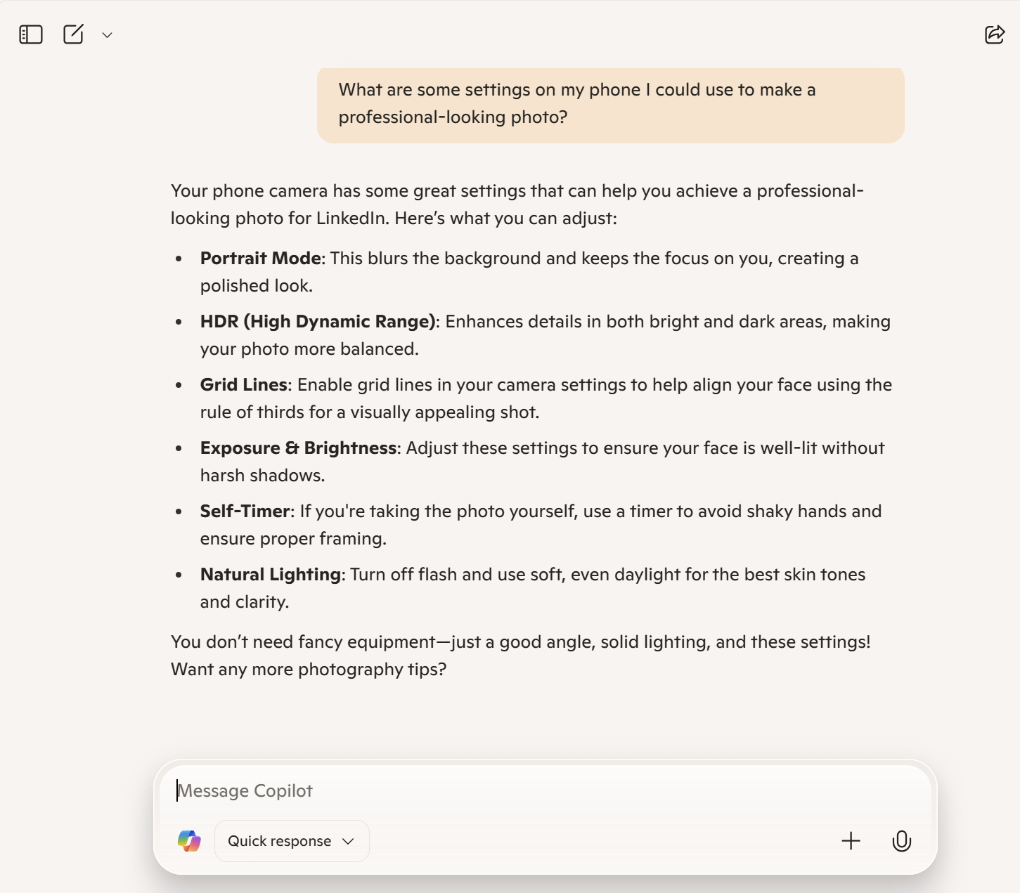 What are some settings on my phone I could use to make a
professional-looking photo?
Your phone camera has some great settings that can help you achieve a professional-
looking photo for LinkedIn. Here’s what you can adjust:
• Portrait Mode: This blurs the background and keeps the focus on you, creating a
polished look.
• HDR (High Dynamic Range): Enhances details in both bright and dark areas, making
your photo more balanced.
• Grid Lines: Enable grid lines in your camera settings to help align your face using the
rule of thirds for a visually appealing shot.
• Exposure & Brightness: Adjust these settings to ensure your face is well-lit without
harsh shadows.
• Self-Timer: If you're taking the photo yourself, use a timer to avoid shaky hands and
ensure proper framing.
• Natural Lighting: Turn off flash and use soft, even daylight for the best skin tones
and clarity.
You don’t need fancy equipment—just a good angle, solid lighting, and these settings!
Want any more photography tips?
Message Copilot
Quick response